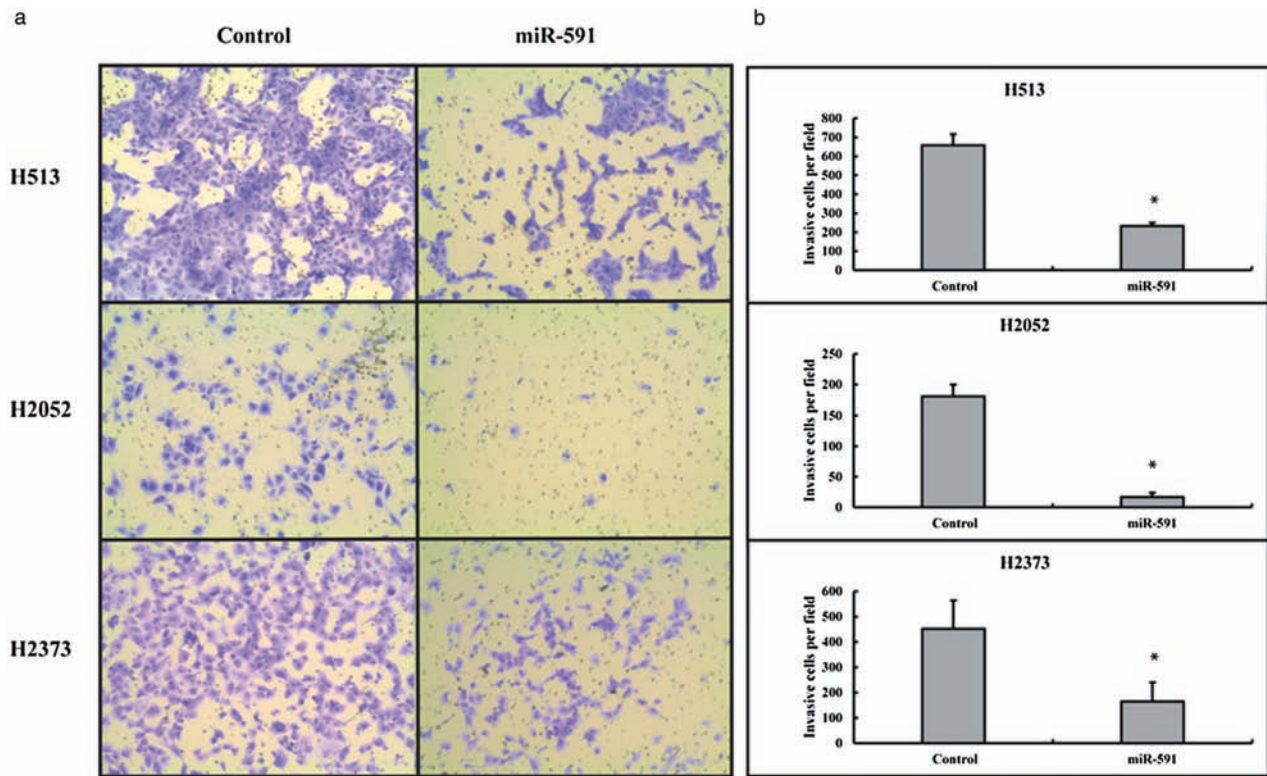 a
b
Control
miR-591
H513
H2052
H2373
H513
Invasive cells per field
800
700
600
500
400
300
200
100
0
*
Control
miR-591
H2052
Invasive cells per field
250
200
150
100
50
0
*
Control
miR-591
H2373
Invasive cells per field
600
500
400
300
200
100
0
*
Control
miR-591